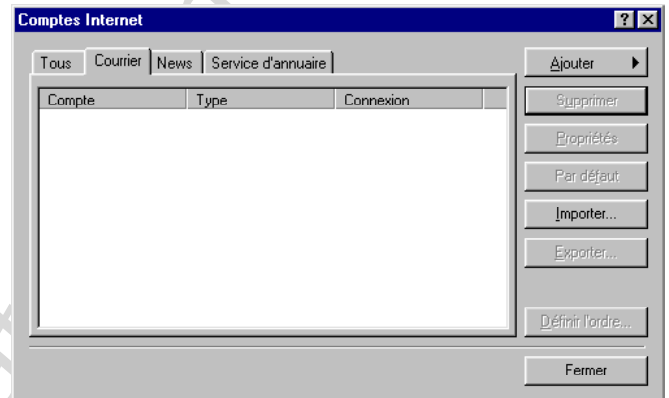 Comptes Internet
Tous Courrier News Service d'annuaire
Compte Type Connexion
Ajouter
Supprimer
Propriétés
Par défaut
Importer...
Exporter...
Définir l'ordre...
Fermer